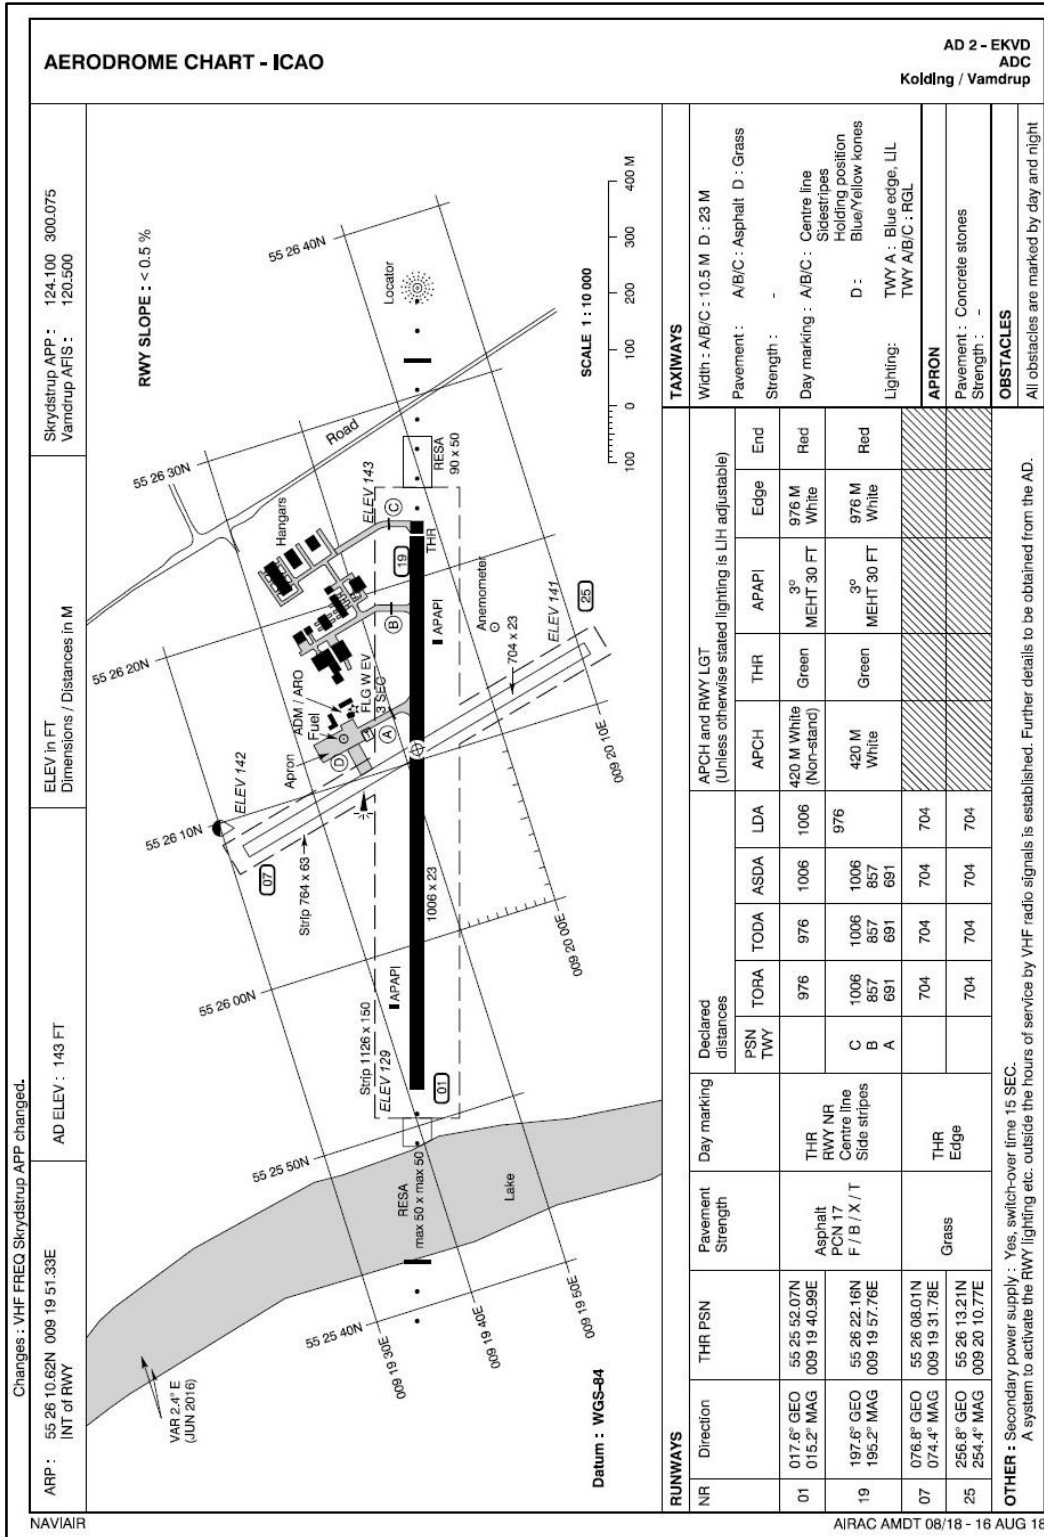 Changes : VHF FREQ Skrydstrup APP changed.
AERODROME CHART - ICAO
AD 2 - EKVD
ADC
Kolding / Vamdrup
ARP : 55 26 10.62N 009 19 51.33E
INT of RWY
AD ELEV : 143 FT
ELEV in FT
Dimensions / Distances in M
Skrydstrup APP : 124.100 300.075
Vamdrup AFIS : 120.500
VAR 2.4° E
(JUN 2016)
RWY SLOPE : < 0.5 %
55 25 40N
55 25 50N
55 26 00N
55 26 10N
55 26 20N
55 26 30N
55 26 40N
ELEV 142
07
Strip 764 x 63
Apron
Fuel
ADM / ARO
FLG W EV
3 SEC
Hangars
Road
D
A
B
C
ELEV 143
Locator
Strip 1126 x 150
ELEV 129
APAPI
01
1006 x 23
19
THR
RESA
90 x 50
RESA
max 50 x max 50
Lake
APAPI
Anemometer
704 x 23
ELEV 141
25
009 19 30E
009 19 40E
009 19 50E
009 20 00E
009 20 10E
Datum : WGS-84
SCALE 1 : 10 000
100 0 100 200 300 400 M
RUNWAYS
NR
Direction
THR PSN
Pavement
Strength
Day marking
Declared
distances
PSN
TWY
TORA
TODA
ASDA
LDA
APCH and RWY LGT
(Unless otherwise stated lighting is LIH adjustable)
APCH
THR
APAPI
Edge
End
01
017.6° GEO
015.2° MAG
55 25 52.07N
009 19 40.99E
Asphalt
PCN 17
F / B / X / T
THR
RWY NR
Centre line
Side stripes
976
976
1006
1006
420 M White
(Non-stand)
Green
3°
MEHT 30 FT
976 M
White
Red
19
197.6° GEO
195.2° MAG
55 26 22.16N
009 19 57.76E
C 1006 1006 1006 976
B 857 857 857
A 691 691 691
420 M
White
Green
3°
MEHT 30 FT
976 M
White
Red
07
076.8° GEO
074.4° MAG
55 26 08.01N
009 19 31.78E
Grass
THR
Edge
704
704
704
704
25
256.8° GEO
254.4° MAG
55 26 13.21N
009 20 10.77E
704
704
704
704
TAXIWAYS
Width : A/B/C : 10.5 M D : 23 M
Pavement : A/B/C : Asphalt D : Grass
Strength : -
Day marking : A/B/C : Centre line
Sidestripes
Holding position
D : Blue/Yellow kones
Lighting: TWY A : Blue edge, LIL
TWY A/B/C : RGL
APRON
Pavement : Concrete stones
Strength : -
OBSTACLES
All obstacles are marked by day and night
OTHER : Secondary power supply : Yes, switch-over time 15 SEC.
A system to activate the RWY lighting etc. outside the hours of service by VHF radio signals is established. Further details to be obtained from the AD.
NAVIAIR
AIRAC AMDT 08/18 - 16 AUG 18